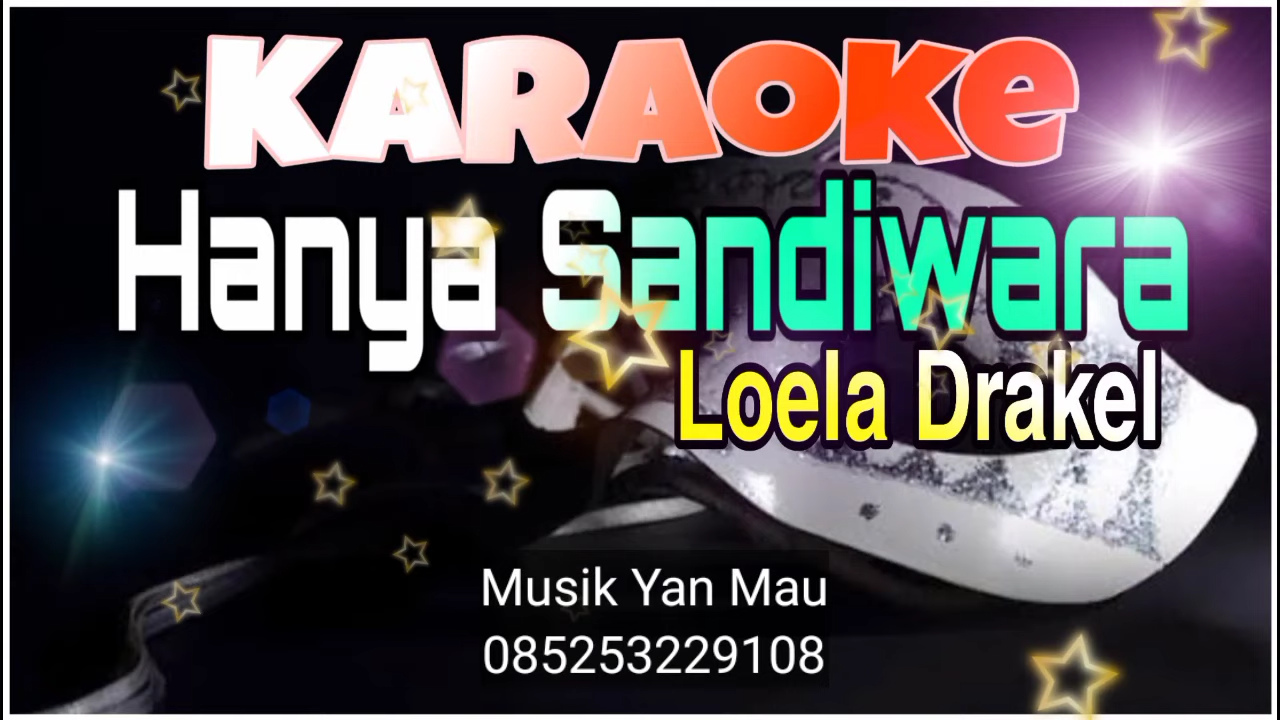 KARAOKE
Hanya Sandiwara
Loela Drakel
Musik Yan Mau
085253229108